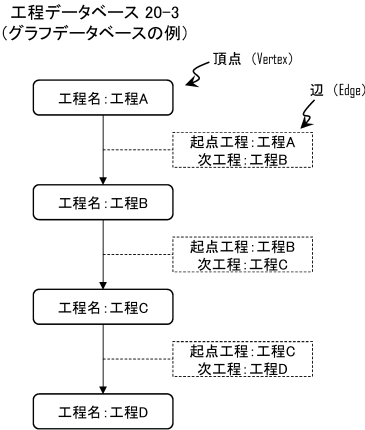 工程データベース 20-3
(グラフデータベースの例)
頂点 (Vertex)
辺 (Edge)
工程名:工程A
起点工程:工程A
次工程:工程B
工程名:工程B
起点工程:工程B
次工程:工程C
工程名:工程C
起点工程:工程C
次工程:工程D
工程名:工程D